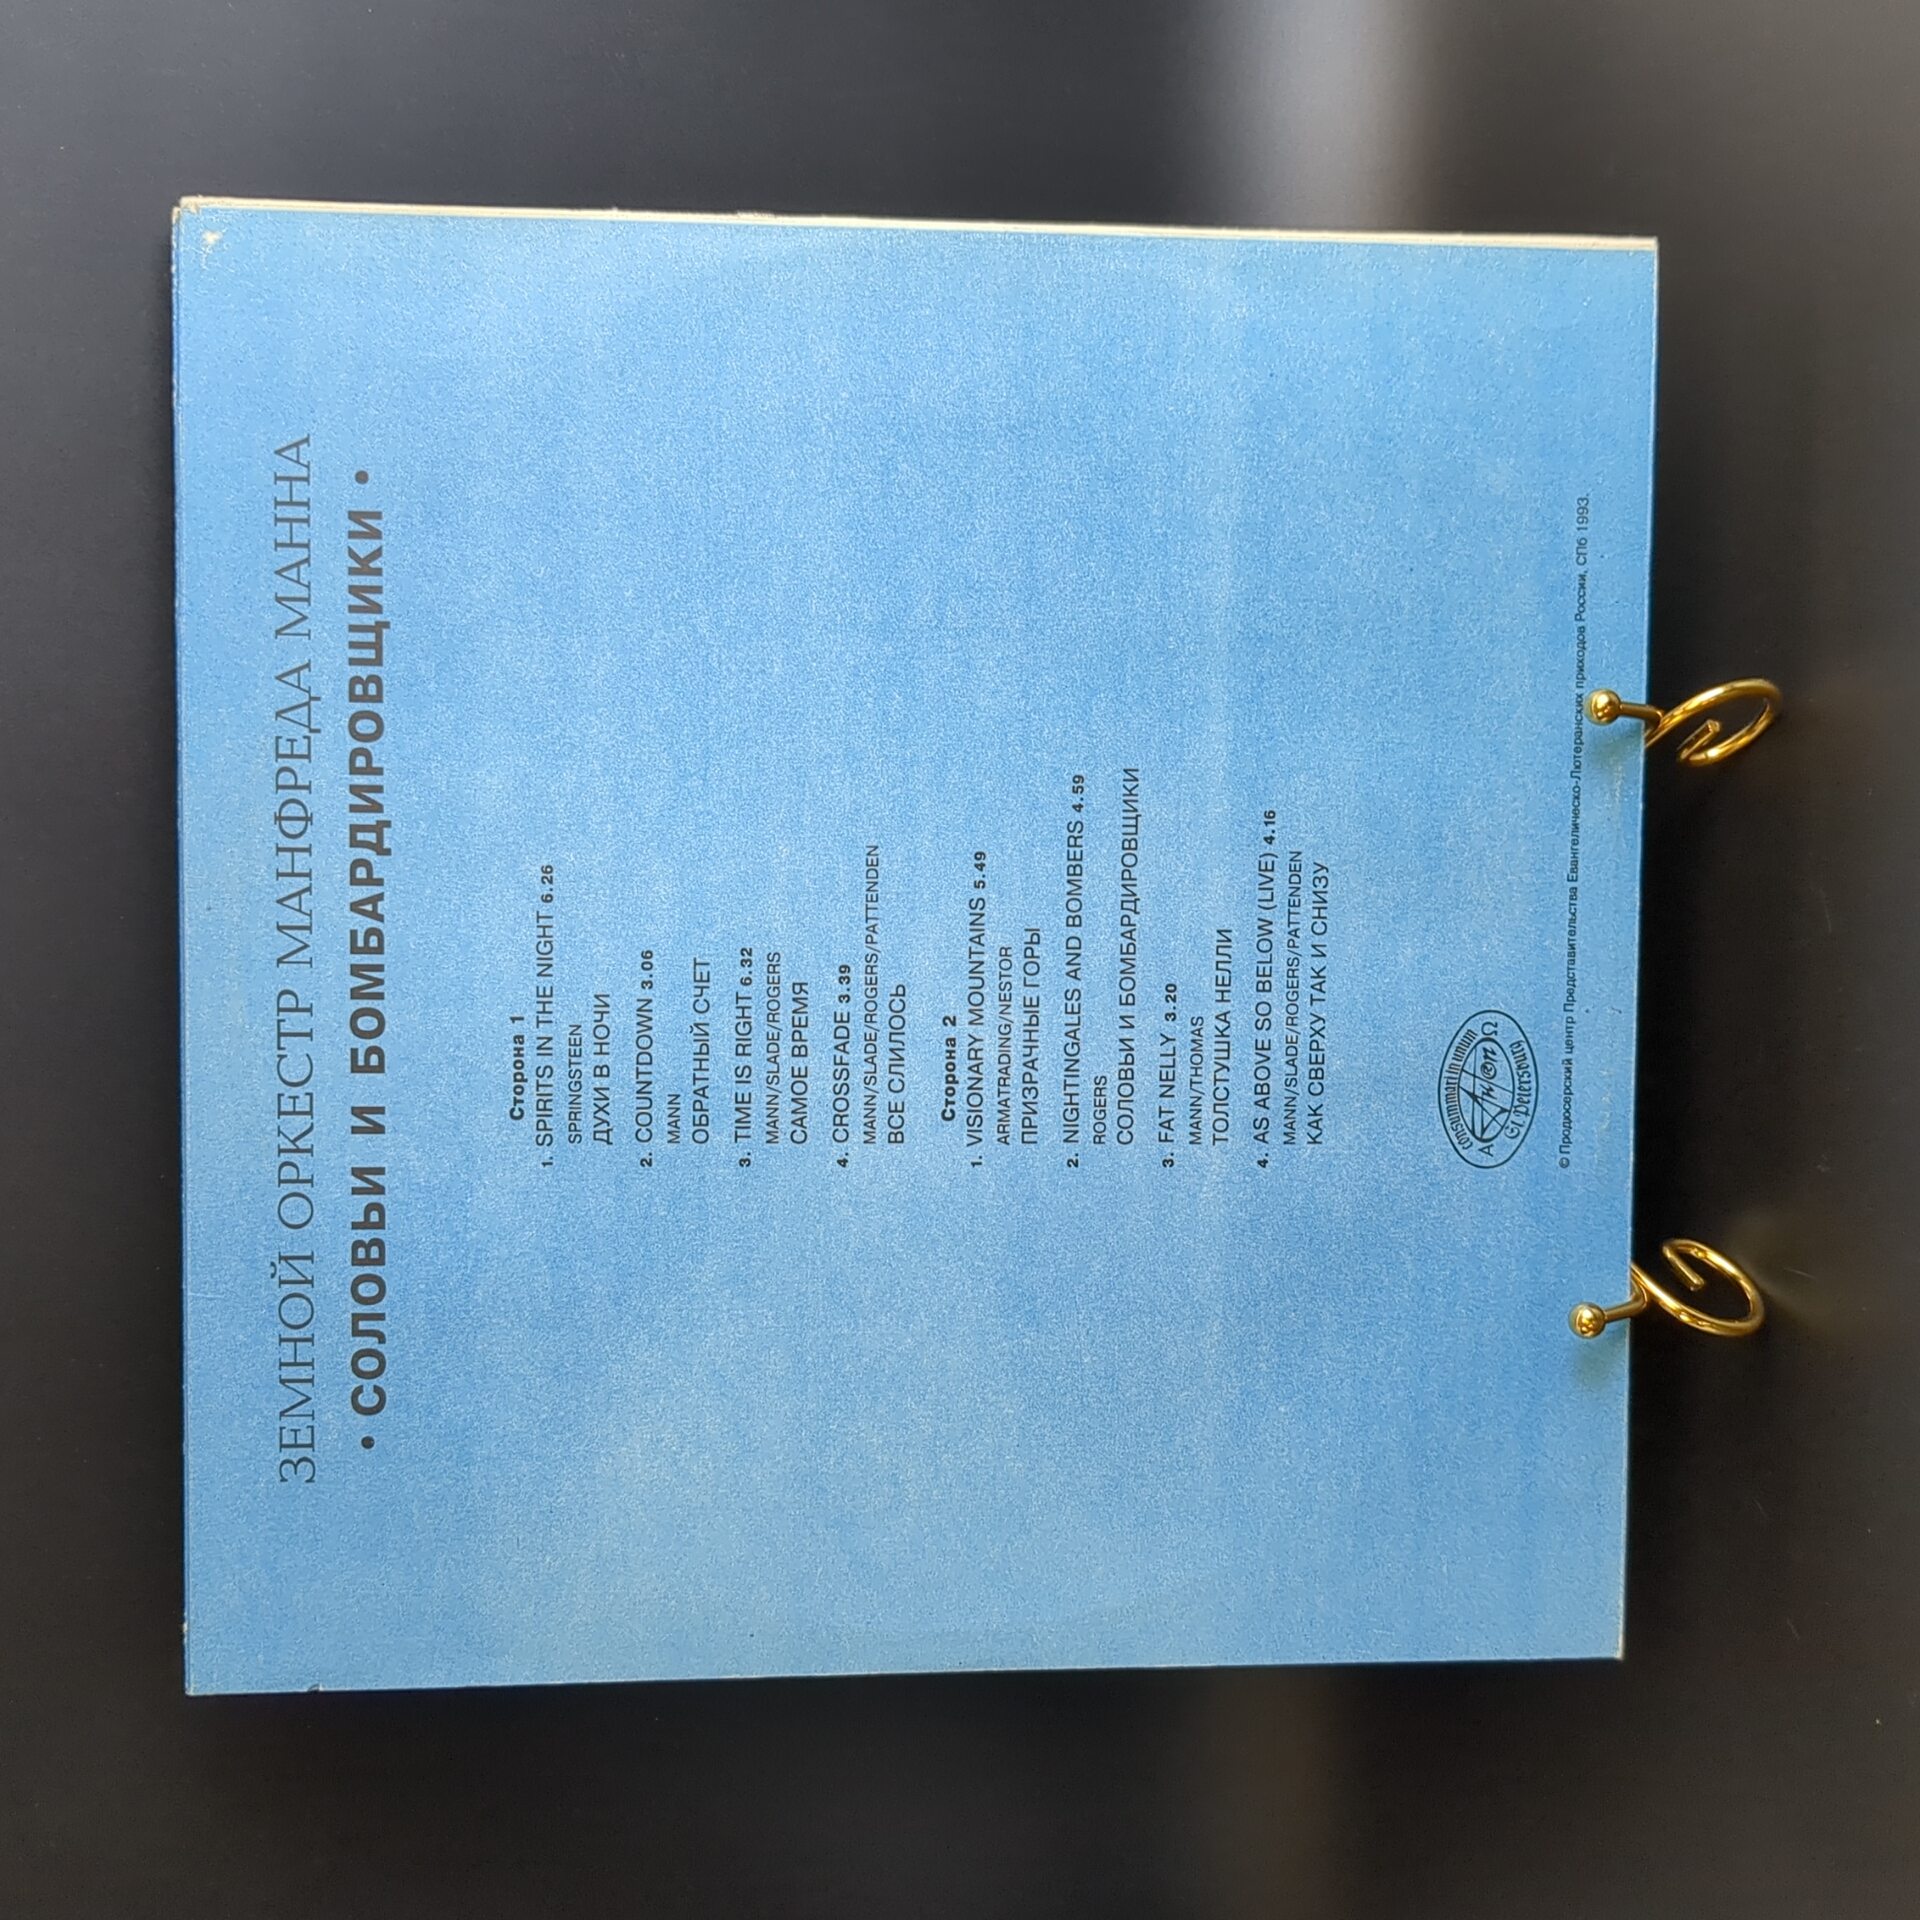 ЗЕМНОЙ ОРКЕСТР МАНФРЕДА МАННА
• СОЛОВЬИ И БОМБАРДИРОВЩИКИ •
Сторона 1
1. SPIRITS IN THE NIGHT 6.26
SPRINGSTEEN
ДУХИ В НОЧИ
2. COUNTDOWN 3.06
MANN
ОБРАТНЫЙ СЧЕТ
3. TIME IS RIGHT 6.32
MANN/SLADE/ROGERS
САМОЕ ВРЕМЯ
4. CROSSFADE 3.39
MANN/SLADE/ROGERS/PATTENDEN
ВСЕ СЛИЛОСЬ
Сторона 2
1. VISIONARY MOUNTAINS 5.49
ARMATRADING/NESTOR
ПРИЗРАЧНЫЕ ГОРЫ
2. NIGHTINGALES AND BOMBERS 4.59
ROGERS
СОЛОВЬИ И БОМБАРДИРОВЩИКИ
3. FAT NELLY 3.20
MANN/THOMAS
ТОЛСТУШКА НЕЛЛИ
4. AS ABOVE SO BELOW (LIVE) 4.16
MANN/SLADE/ROGERS/PATTENDEN
КАК СВЕРХУ ТАК И СНИЗУ
A Ω
Petersburg
© Продюсерский центр Представительства Евангелическо-Лютеранских приходов России, СПб 1993.